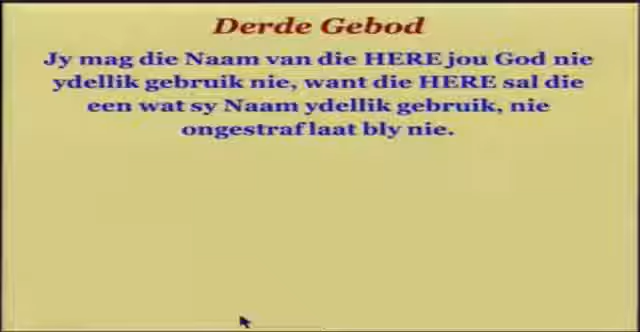 Derde Gebod
Jy mag die Naam van die HERE jou God nie
ydellik gebruik nie, want die HERE sal die
een wat sy Naam ydellik gebruik, nie
ongestraf laat bly nie.